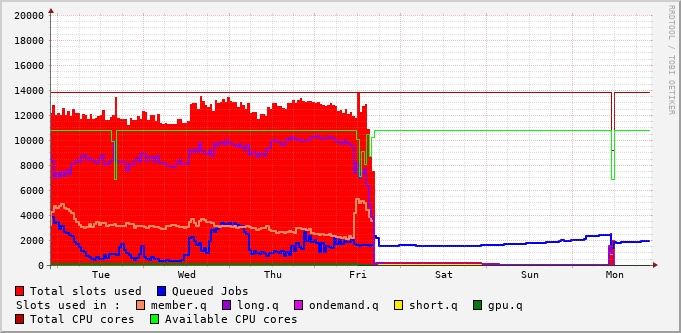 20000
18000
16000
14000
12000
10000
8000
6000
4000
2000
0
Tue Wed Thu Fri Sat Sun Mon
Total slots used Queued Jobs
Slots used in : member.q long.q ondemand.q short.q gpu.q
Total CPU cores Available CPU cores
RRDTOOL / TOBI OETIKER